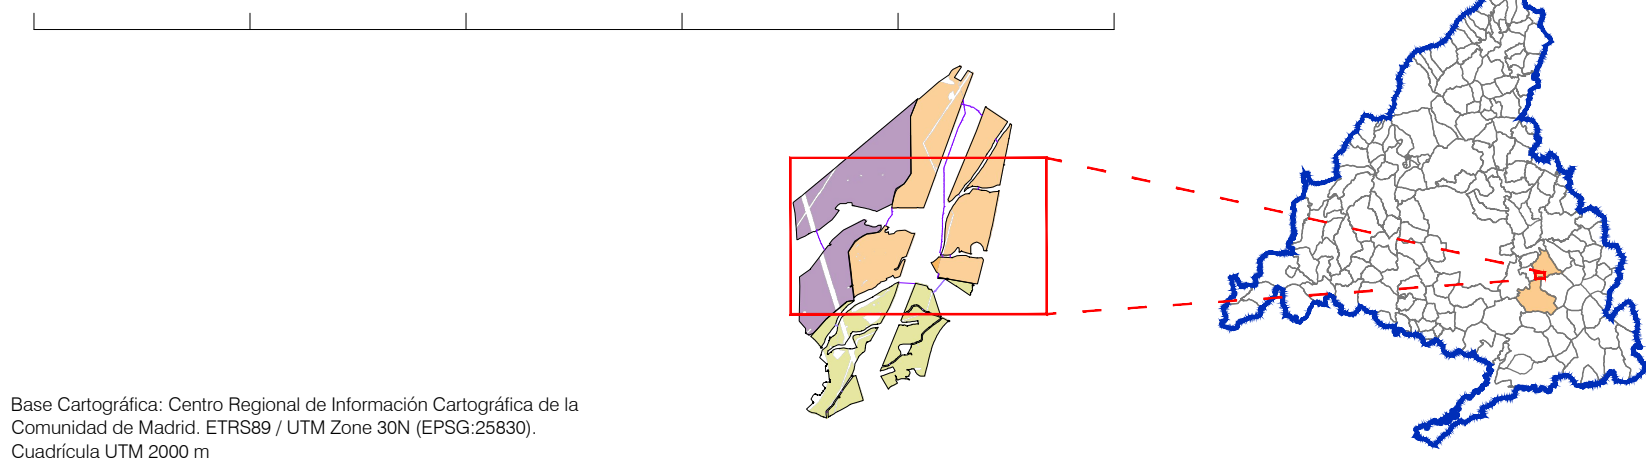 Base Cartográfica: Centro Regional de Información Cartográfica de la
Comunidad de Madrid. ETRS89 / UTM Zone 30N (EPSG:25830).
Cuadrícula UTM 2000 m